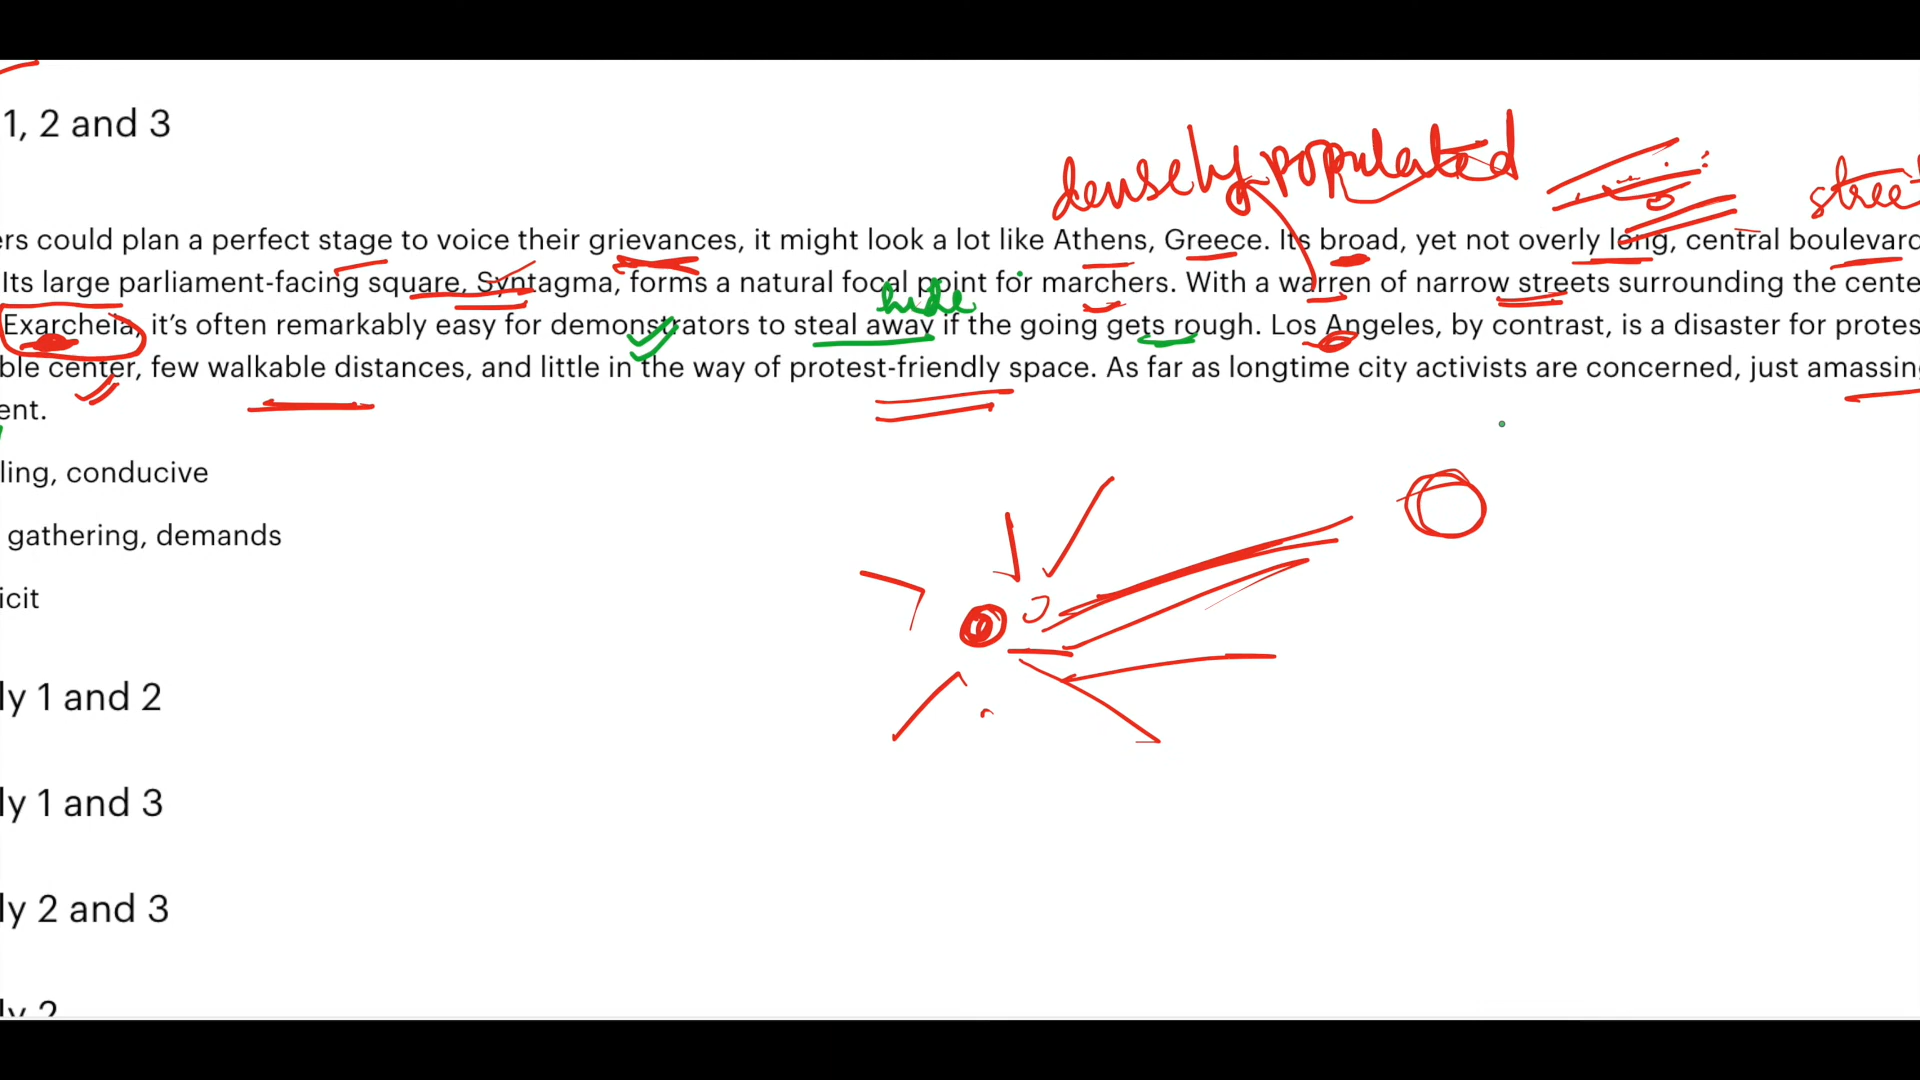 1, 2 and 3
densely populated
stree
ers could plan a perfect stage to voice their grievances, it might look a lot like Athens, Greece. Its broad, yet not overly long, central boulevard
Its large parliament-facing square, Syntagma, forms a natural focal point for marchers. With a warren of narrow streets surrounding the cente
hide
Exarcheia, it’s often remarkably easy for demonstrators to steal away if the going gets rough. Los Angeles, by contrast, is a disaster for protes
ble center, few walkable distances, and little in the way of protest-friendly space. As far as longtime city activists are concerned, just amassing
ent.
ling, conducive
gathering, demands
icit
ly 1 and 2
ly 1 and 3
ly 2 and 3
ly 2